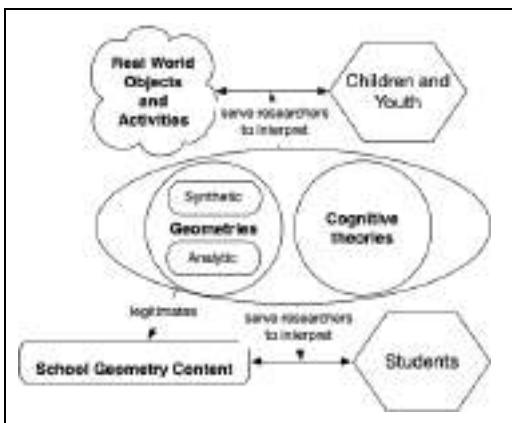 Real World
Objects
and
Activities
Children and
Youth
serve researchers
to interpret
Synthetic
Geometries
Analytic
Cognitive
theories
legitimates
serve researchers
to interpret
School Geometry Content
Students